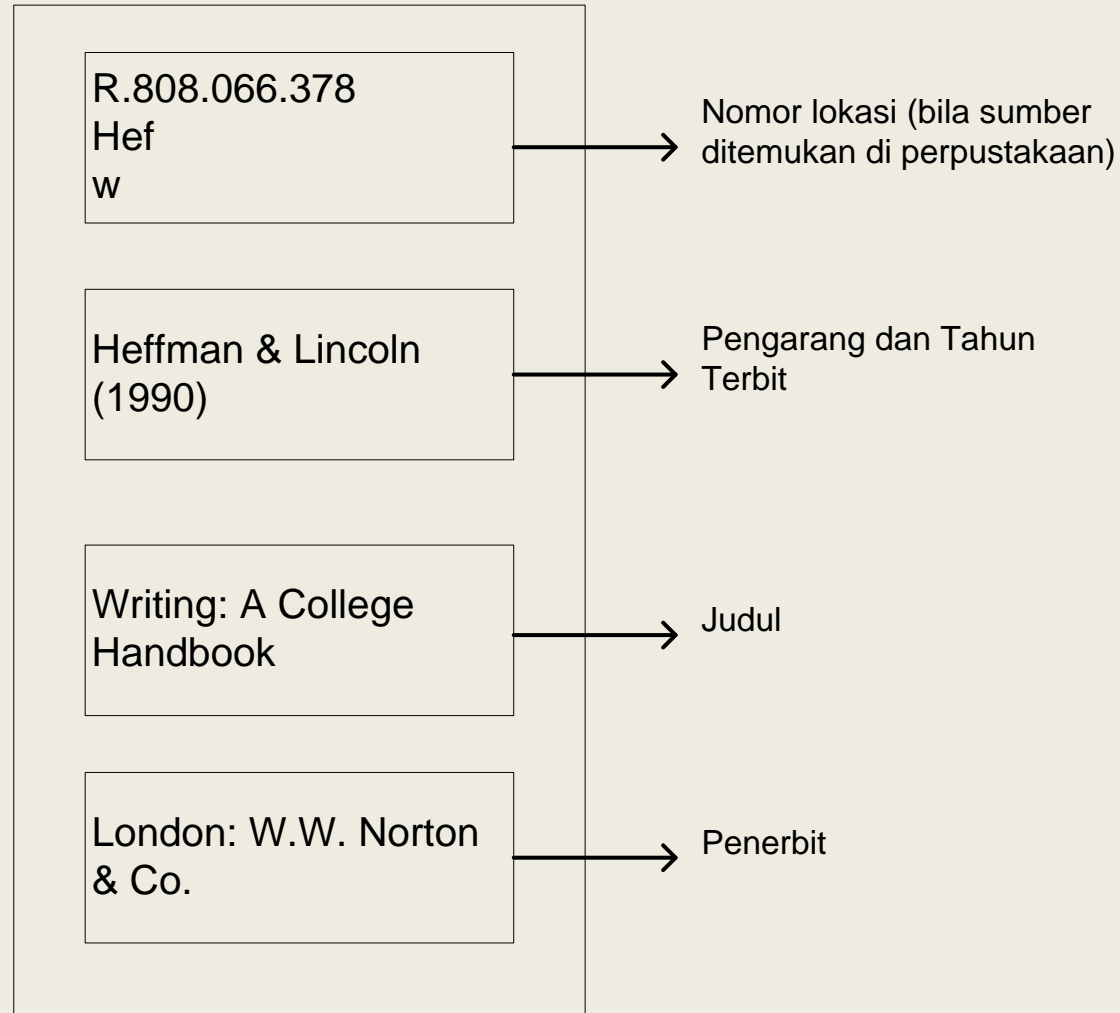 R.808.066.378
Hef
w
Nomor lokasi (bila sumber
ditemukan di perpustakaan)
Heffman & Lincoln
(1990)
Pengarang dan Tahun
Terbit
Writing: A College
Handbook
Judul
London: W.W. Norton
& Co.
Penerbit